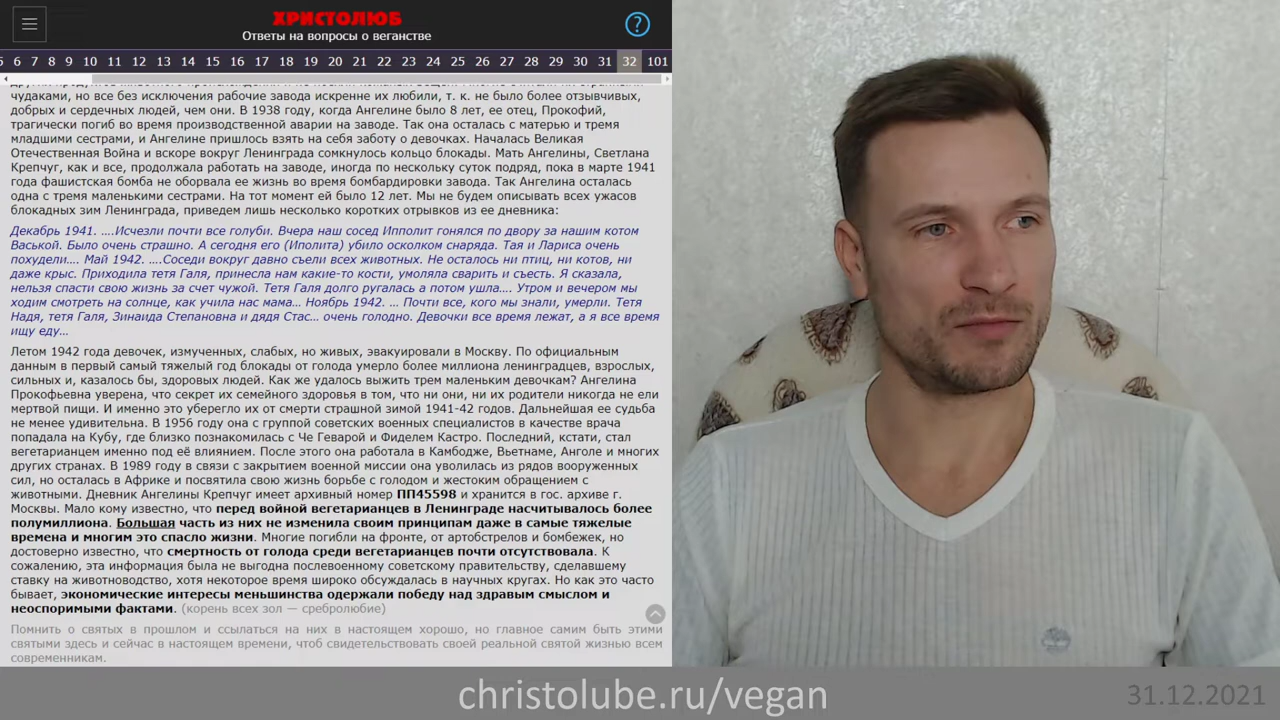 ХРИСТОЛЮБ
Ответы на вопросы о веганстве
6 7 8 9 10 11 12 13 14 15 16 17 18 19 20 21 22 23 24 25 26 27 28 29 30 31 32 101
чудаками, но все без исключения рабочие завода искренне их любили, т. к. не было более отзывчивых,
добрых и сердечных людей, чем они. В 1938 году, когда Ангелине было 8 лет, ее отец, Прокофий,
трагически погиб во время производственной аварии на заводе. Так она осталась с матерью и тремя
младшими сестрами, и Ангелине пришлось взять на себя заботу о девочках. Началась Великая
Отечественная Война и вскоре вокруг Ленинграда сомкнулось кольцо блокады. Мать Ангелины, Светлана
Крепчуг, как и все, продолжала работать на заводе, иногда по нескольку суток подряд, пока в марте 1941
года фашистская бомба не оборвала ее жизнь во время бомбардировки завода. Так Ангелина осталась
одна с тремя маленькими сестрами. На тот момент ей было 12 лет. Мы не будем описывать всех ужасов
блокадных зим Ленинграда, приведем лишь несколько коротких отрывков из ее дневника:
Декабрь 1941. ….Исчезли почти все голуби. Вчера наш сосед Ипполит гонялся по двору за нашим котом
Васькой. Было очень страшно. А сегодня его (Иполита) убило осколком снаряда. Тая и Лариса очень
похудели…. Май 1942. ….Соседи вокруг давно съели всех животных. Не осталось ни птиц, ни котов, ни
даже крыс. Приходила тетя Галя, принесла нам какие-то кости, умоляла сварить и съесть. Я сказала,
нельзя спасти свою жизнь за счет чужой. Тетя Галя долго ругалась а потом ушла…. Утром и вечером мы
ходим смотреть на солнце, как учила нас мама… Ноябрь 1942. … Почти все, кого мы знали, умерли. Тетя
Надя, тетя Галя, Зинаида Степановна и дядя Стас… очень голодно. Девочки все время лежат, а я все время
ищу еду…
Летом 1942 года девочек, измученных, слабых, но живых, эвакуировали в Москву. По официальным
данным в первый самый тяжелый год блокады от голода умерло более миллиона ленинградцев, взрослых,
сильных и, казалось бы, здоровых людей. Как же удалось выжить трем маленьким девочкам? Ангелина
Прокофьевна уверена, что секрет их семейного здоровья в том, что ни они, ни их родители никогда не ели
мертвой пищи. И именно это уберегло их от смерти страшной зимой 1941-42 годов. Дальнейшая ее судьба
не менее удивительна. В 1956 году она с группой советских военных специалистов в качестве врача
попадала на Кубу, где близко познакомилась с Че Геварой и Фиделем Кастро. Последний, кстати, стал
вегетарианцем именно под её влиянием. После этого она работала в Камбодже, Вьетнаме, Анголе и многих
других странах. В 1989 году в связи с закрытием военной миссии она уволилась из рядов вооруженных
сил, но осталась в Африке и посвятила свою жизнь борьбе с голодом и жестоким обращением с
животными. Дневник Ангелины Крепчуг имеет архивный номер ПП45598 и хранится в гос. архиве г.
Москвы. Мало кому известно, что перед войной вегетарианцев в Ленинграде насчитывалось более
полумиллиона. Большая часть из них не изменила своим принципам даже в самые тяжелые
времена и многим это спасло жизни. Многие погибли на фронте, от артобстрелов и бомбежек, но
достоверно известно, что смертность от голода среди вегетарианцев почти отсутствовала. К
сожалению, эта информация была не выгодна послевоенному советскому правительству, сделавшему
ставку на животноводство, хотя некоторое время широко обсуждалась в научных кругах. Но как это часто
бывает, экономические интересы меньшинства одержали победу над здравым смыслом и
неоспоримыми фактами. (корень всех зол — сребролюбие)
Помнить о святых в прошлом и ссылаться на них в настоящем хорошо, но главное самим быть этими
святыми здесь и сейчас в настоящем времени, чтоб свидетельствовать своей реальной святой жизнью всем
современникам.
christolube.ru/vegan
31.12.2021